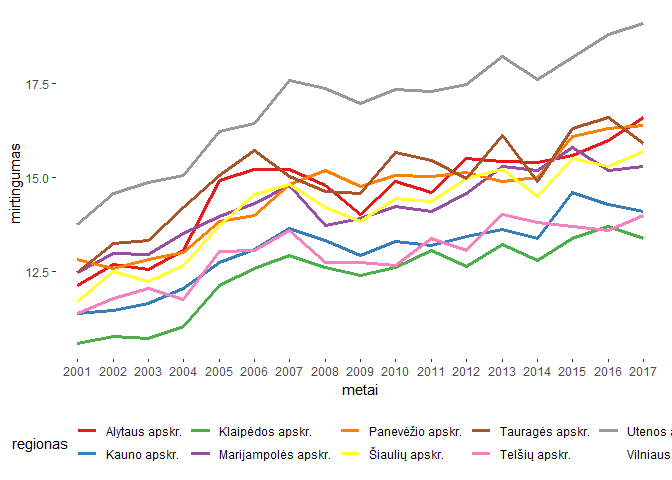 17.5
15.0
12.5
mirtingumas
2001 2002 2003 2004 2005 2006 2007 2008 2009 2010 2011 2012 2013 2014 2015 2016 2017
metai
regionas
Alytaus apskr. Klaipėdos apskr. Panevėžio apskr. Tauragės apskr. Utenos a
Kauno apskr. Marijampolės apskr. Šiaulių apskr. Telšių apskr. Vilniaus